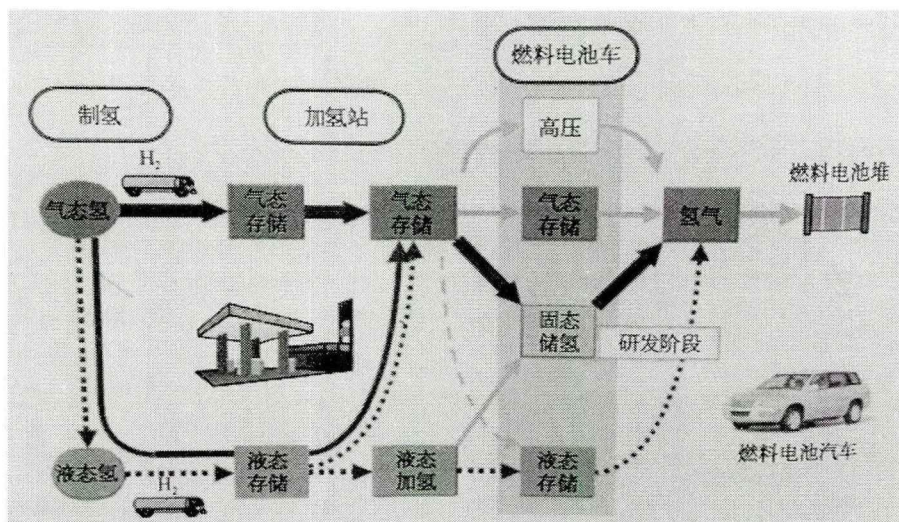 燃料电池车
制氢
加氢站
高压
H₂
燃料电池堆
气态氢
气态
存储
气态
存储
气态
存储
氢气
固态
储氢
研发阶段
液态氢
H₂
液态
存储
液态
加氢
液态
存储
燃料电池汽车